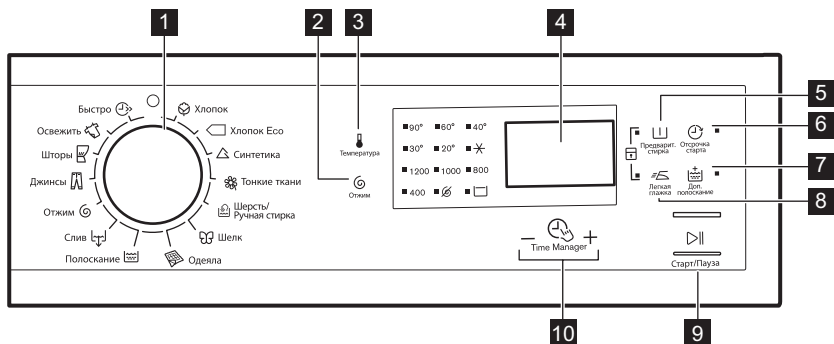 1
2
3
4
5
6
7
8
9
10
Быстро
Освежить
Шторы
Джинсы
Отжим
Слив
Полоскание
Хлопок
Хлопок Eco
Синтетика
Тонкие ткани
Шерсть/
Ручная стирка
Шелк
Одеяла
Температура
Отжим
90° 60° 40°
30° 20°
1200 1000 800
400
Предварит.
стирка
Отсрочка
старта
Легкая
глажка
Доп.
полоскание
− Time Manager +
Старт/Пауза